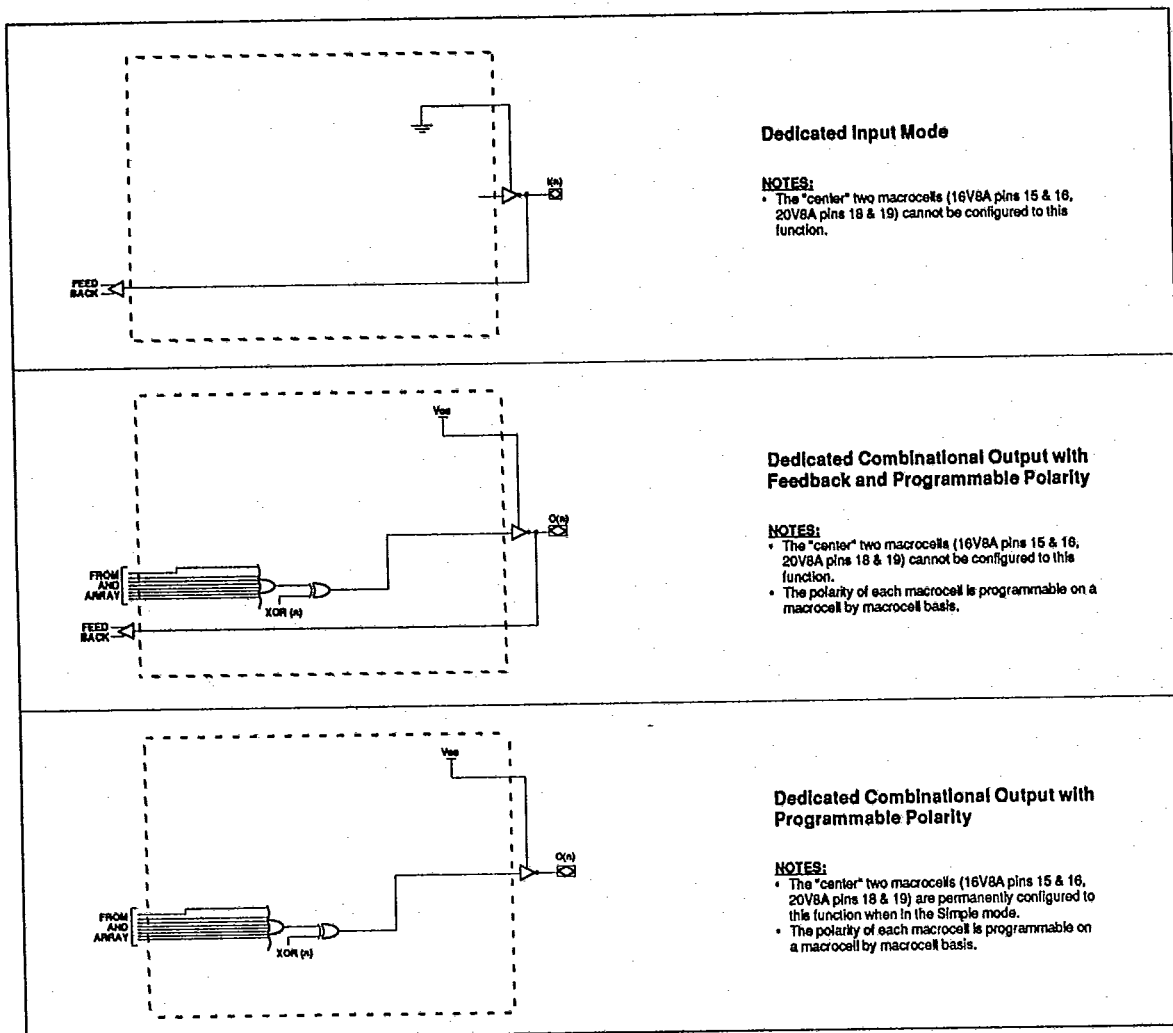 I(n)
FEED
BACK
Dedicated Input Mode
NOTES:
• The "center" two macrocells (16V8A pins 15 & 16,
20V8A pins 18 & 19) cannot be configured to this
function.
Vcc
O(n)
FROM
AND
ARRAY
XOR (n)
FEED
BACK
Dedicated Combinational Output with
Feedback and Programmable Polarity
NOTES:
• The "center" two macrocells (16V8A pins 15 & 16,
20V8A pins 18 & 19) cannot be configured to this
function.
• The polarity of each macrocell is programmable on a
macrocell by macrocell basis.
Vcc
O(n)
FROM
AND
ARRAY
XOR (n)
Dedicated Combinational Output with
Programmable Polarity
NOTES:
• The "center" two macrocells (16V8A pins 15 & 16,
20V8A pins 18 & 19) are permanently configured to
this function when in the Simple mode.
• The polarity of each macrocell is programmable on
a macrocell by macrocell basis.